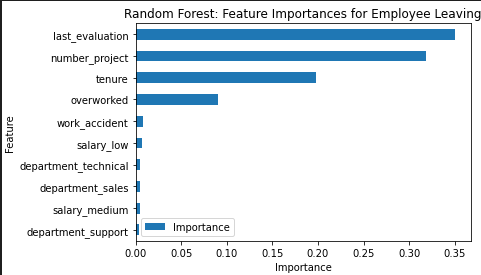 Random Forest: Feature Importances for Employee Leaving
last_evaluation
number_project
tenure
overworked
work_accident
salary_low
department_technical
department_sales
salary_medium
department_support
Feature
Importance
0.00 0.05 0.10 0.15 0.20 0.25 0.30 0.35
Importance